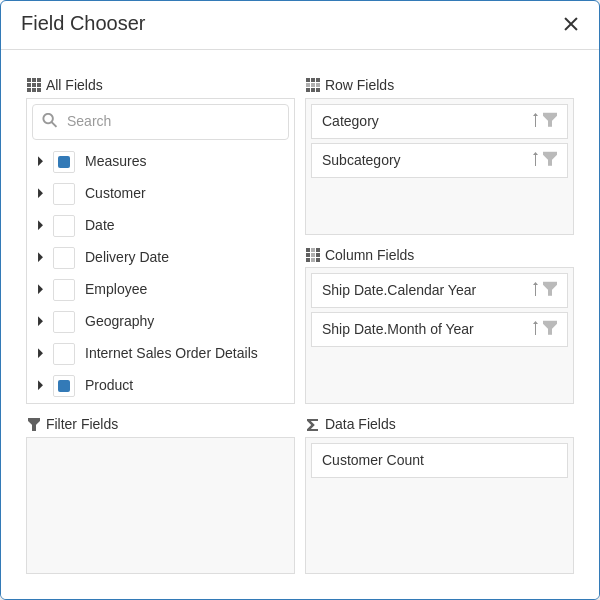 Field Chooser
All Fields
Search
Measures
Customer
Date
Delivery Date
Employee
Geography
Internet Sales Order Details
Product
Row Fields
Category
Subcategory
Column Fields
Ship Date.Calendar Year
Ship Date.Month of Year
Filter Fields
Data Fields
Customer Count